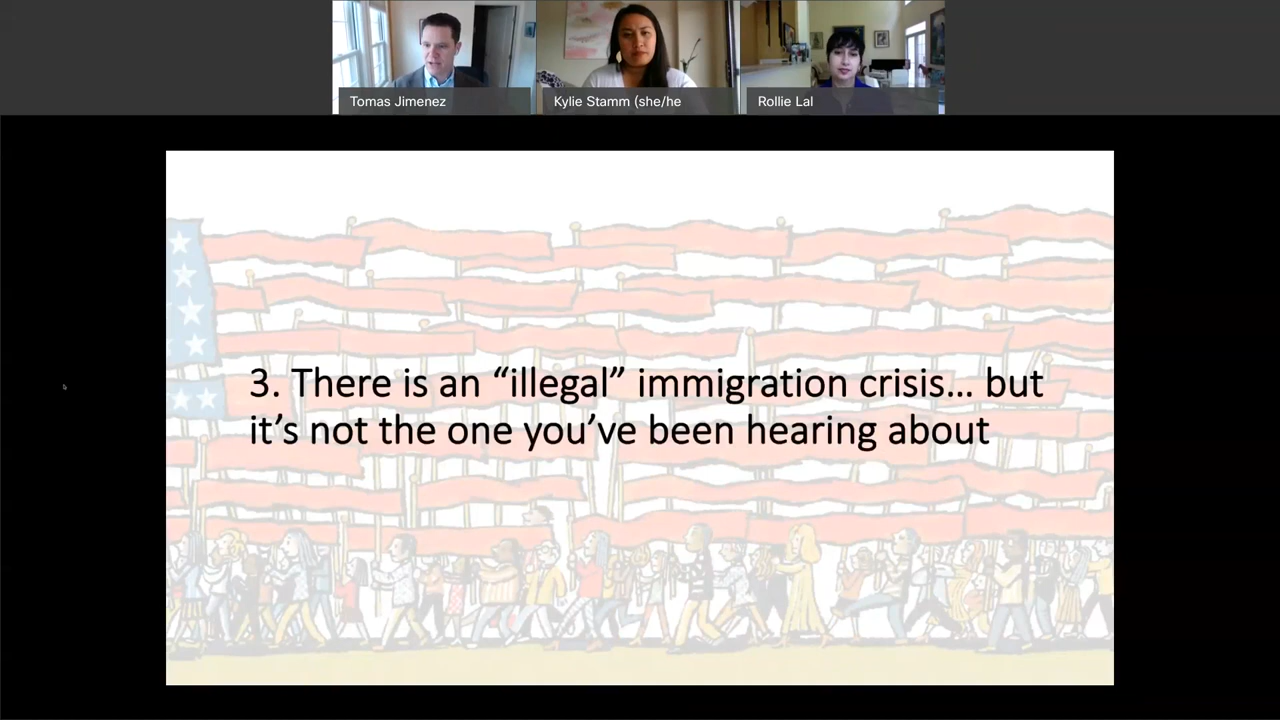 Tomas Jimenez
Kylie Stamm (she/he
Rollie Lal
3. There is an “illegal” immigration crisis... but
it’s not the one you’ve been hearing about